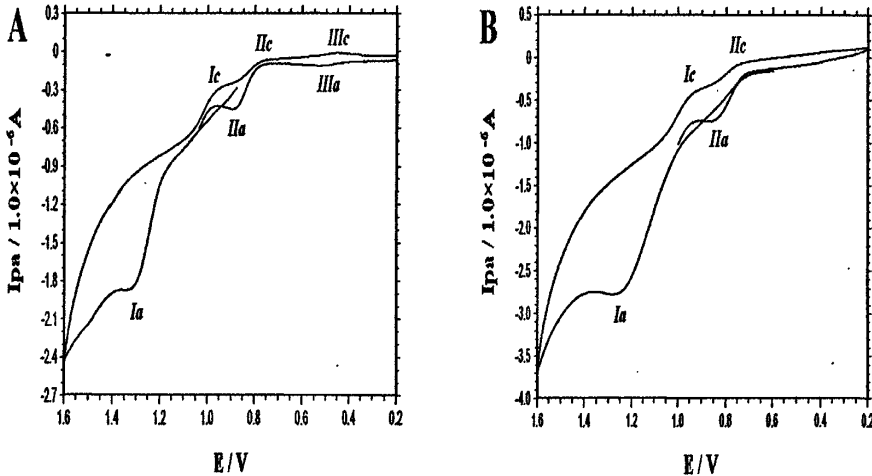 A
Ipa / 1.0×10⁻⁶A
0.3
0
-0.3
-0.6
-0.9
-1.2
-1.5
-1.8
-2.1
-2.4
-2.7
Ic
IIc
IIIc
IIIa
IIa
Ia
1.6 1.4 1.2 1.0 0.8 0.6 0.4 0.2
E / V
B
Ipa / 1.0×10⁻⁶A
0.5
0
-0.5
-1.0
-1.5
-2.0
-2.5
-3.0
-3.5
-4.0
Ic
IIc
IIa
Ia
1.6 1.4 1.2 1.0 0.8 0.6 0.4 0.2
E / V